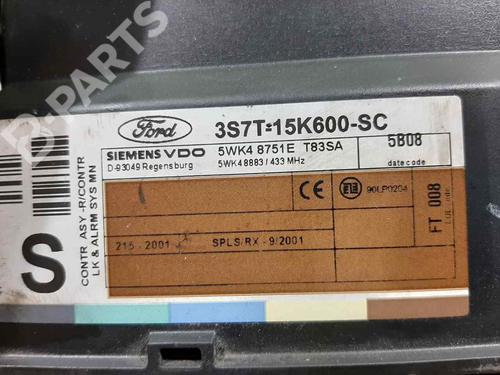 B-PARTS
Ford
3S7T-15K600-SC
SIEMENS VDO
D-93049 Regensburg
5WK4 8751E T83SA
5WK4 8883 / 433 MHz
5B08
date code
90LP0204
FT 008
215 - 2001
SPLS/RX - 9/2001
S
CONTR ASY -R/CONTR
LK & ALRM SYS MN